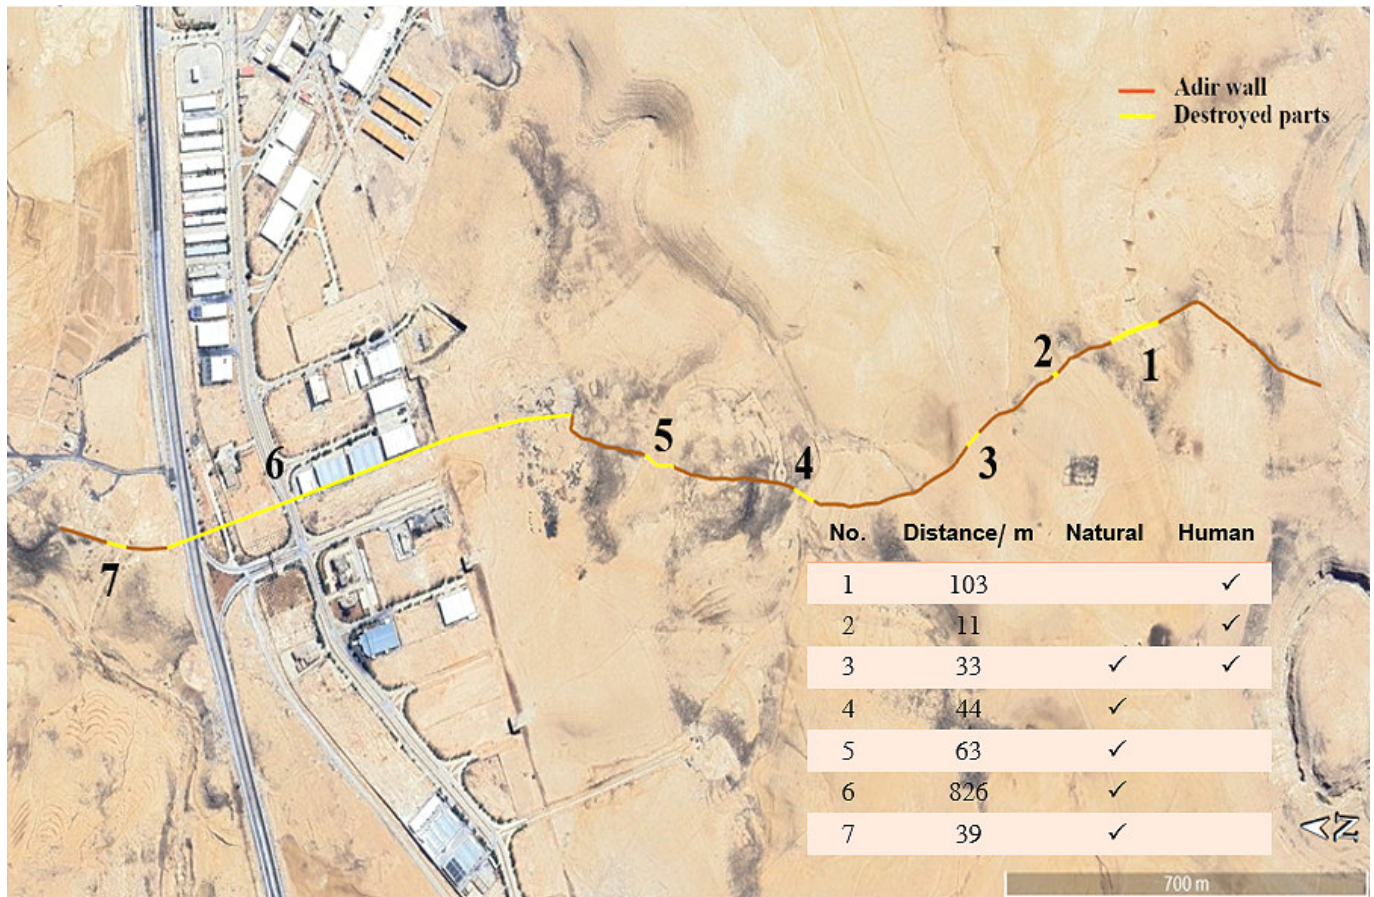 Adir wall
Destroyed parts
2
1
5
6
4
3
7
No. Distance/ m Natural Human
1 103 ✓
2 11 ✓
3 33 ✓ ✓
4 44 ✓
5 63 ✓
6 826 ✓
7 39 ✓
N
700 m